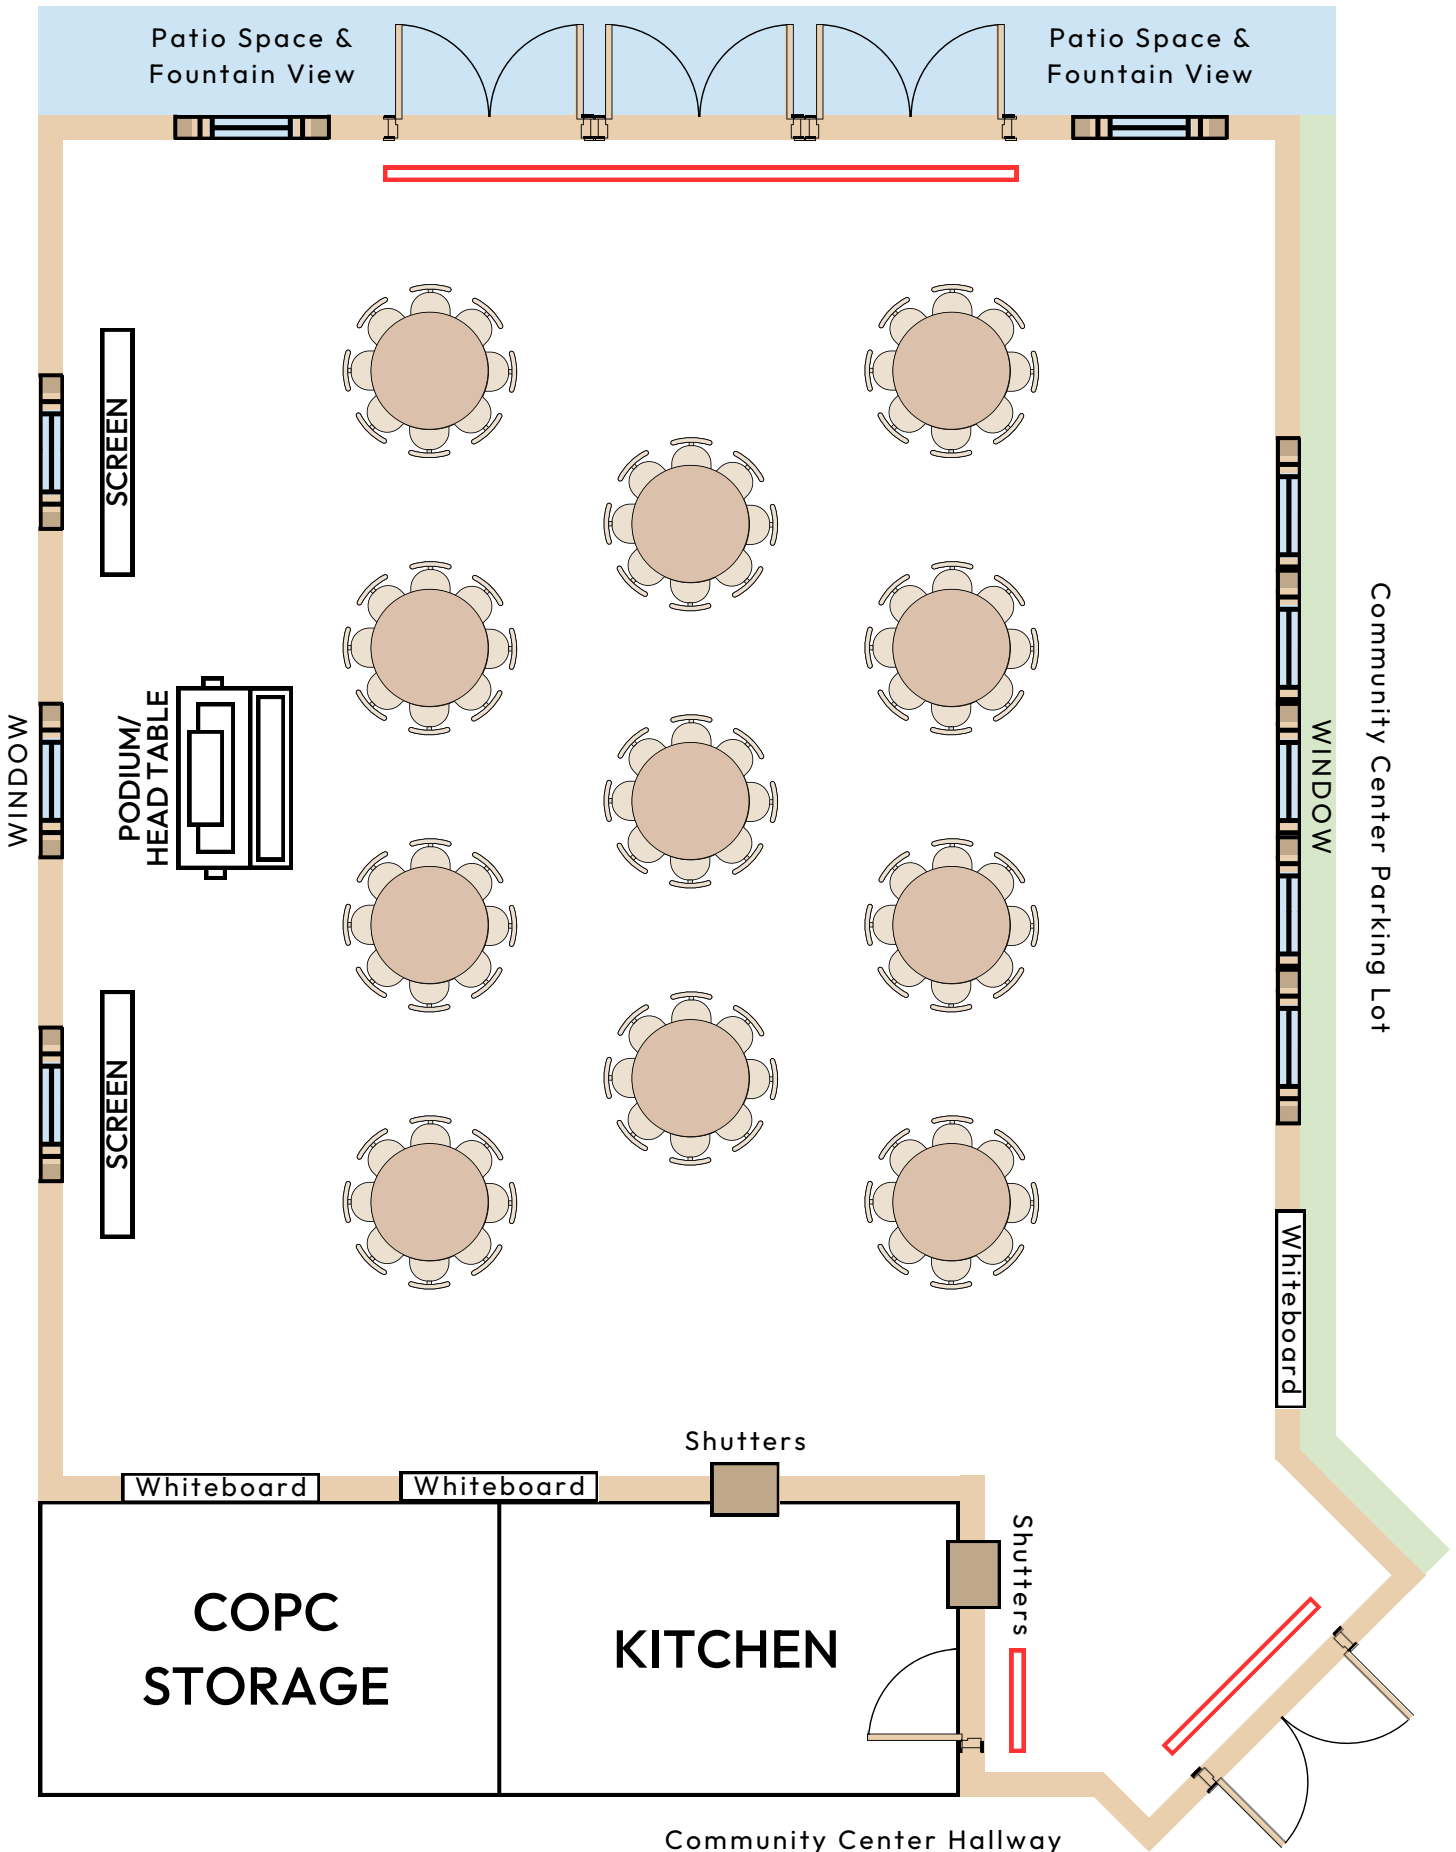 Patio Space &
Fountain View
Patio Space &
Fountain View
SCREEN
WINDOW
PODIUM/
HEAD TABLE
SCREEN
WINDOW
Community Center Parking Lot
Whiteboard
Shutters
Whiteboard
Whiteboard
Shutters
COPC
STORAGE
KITCHEN
Community Center Hallway